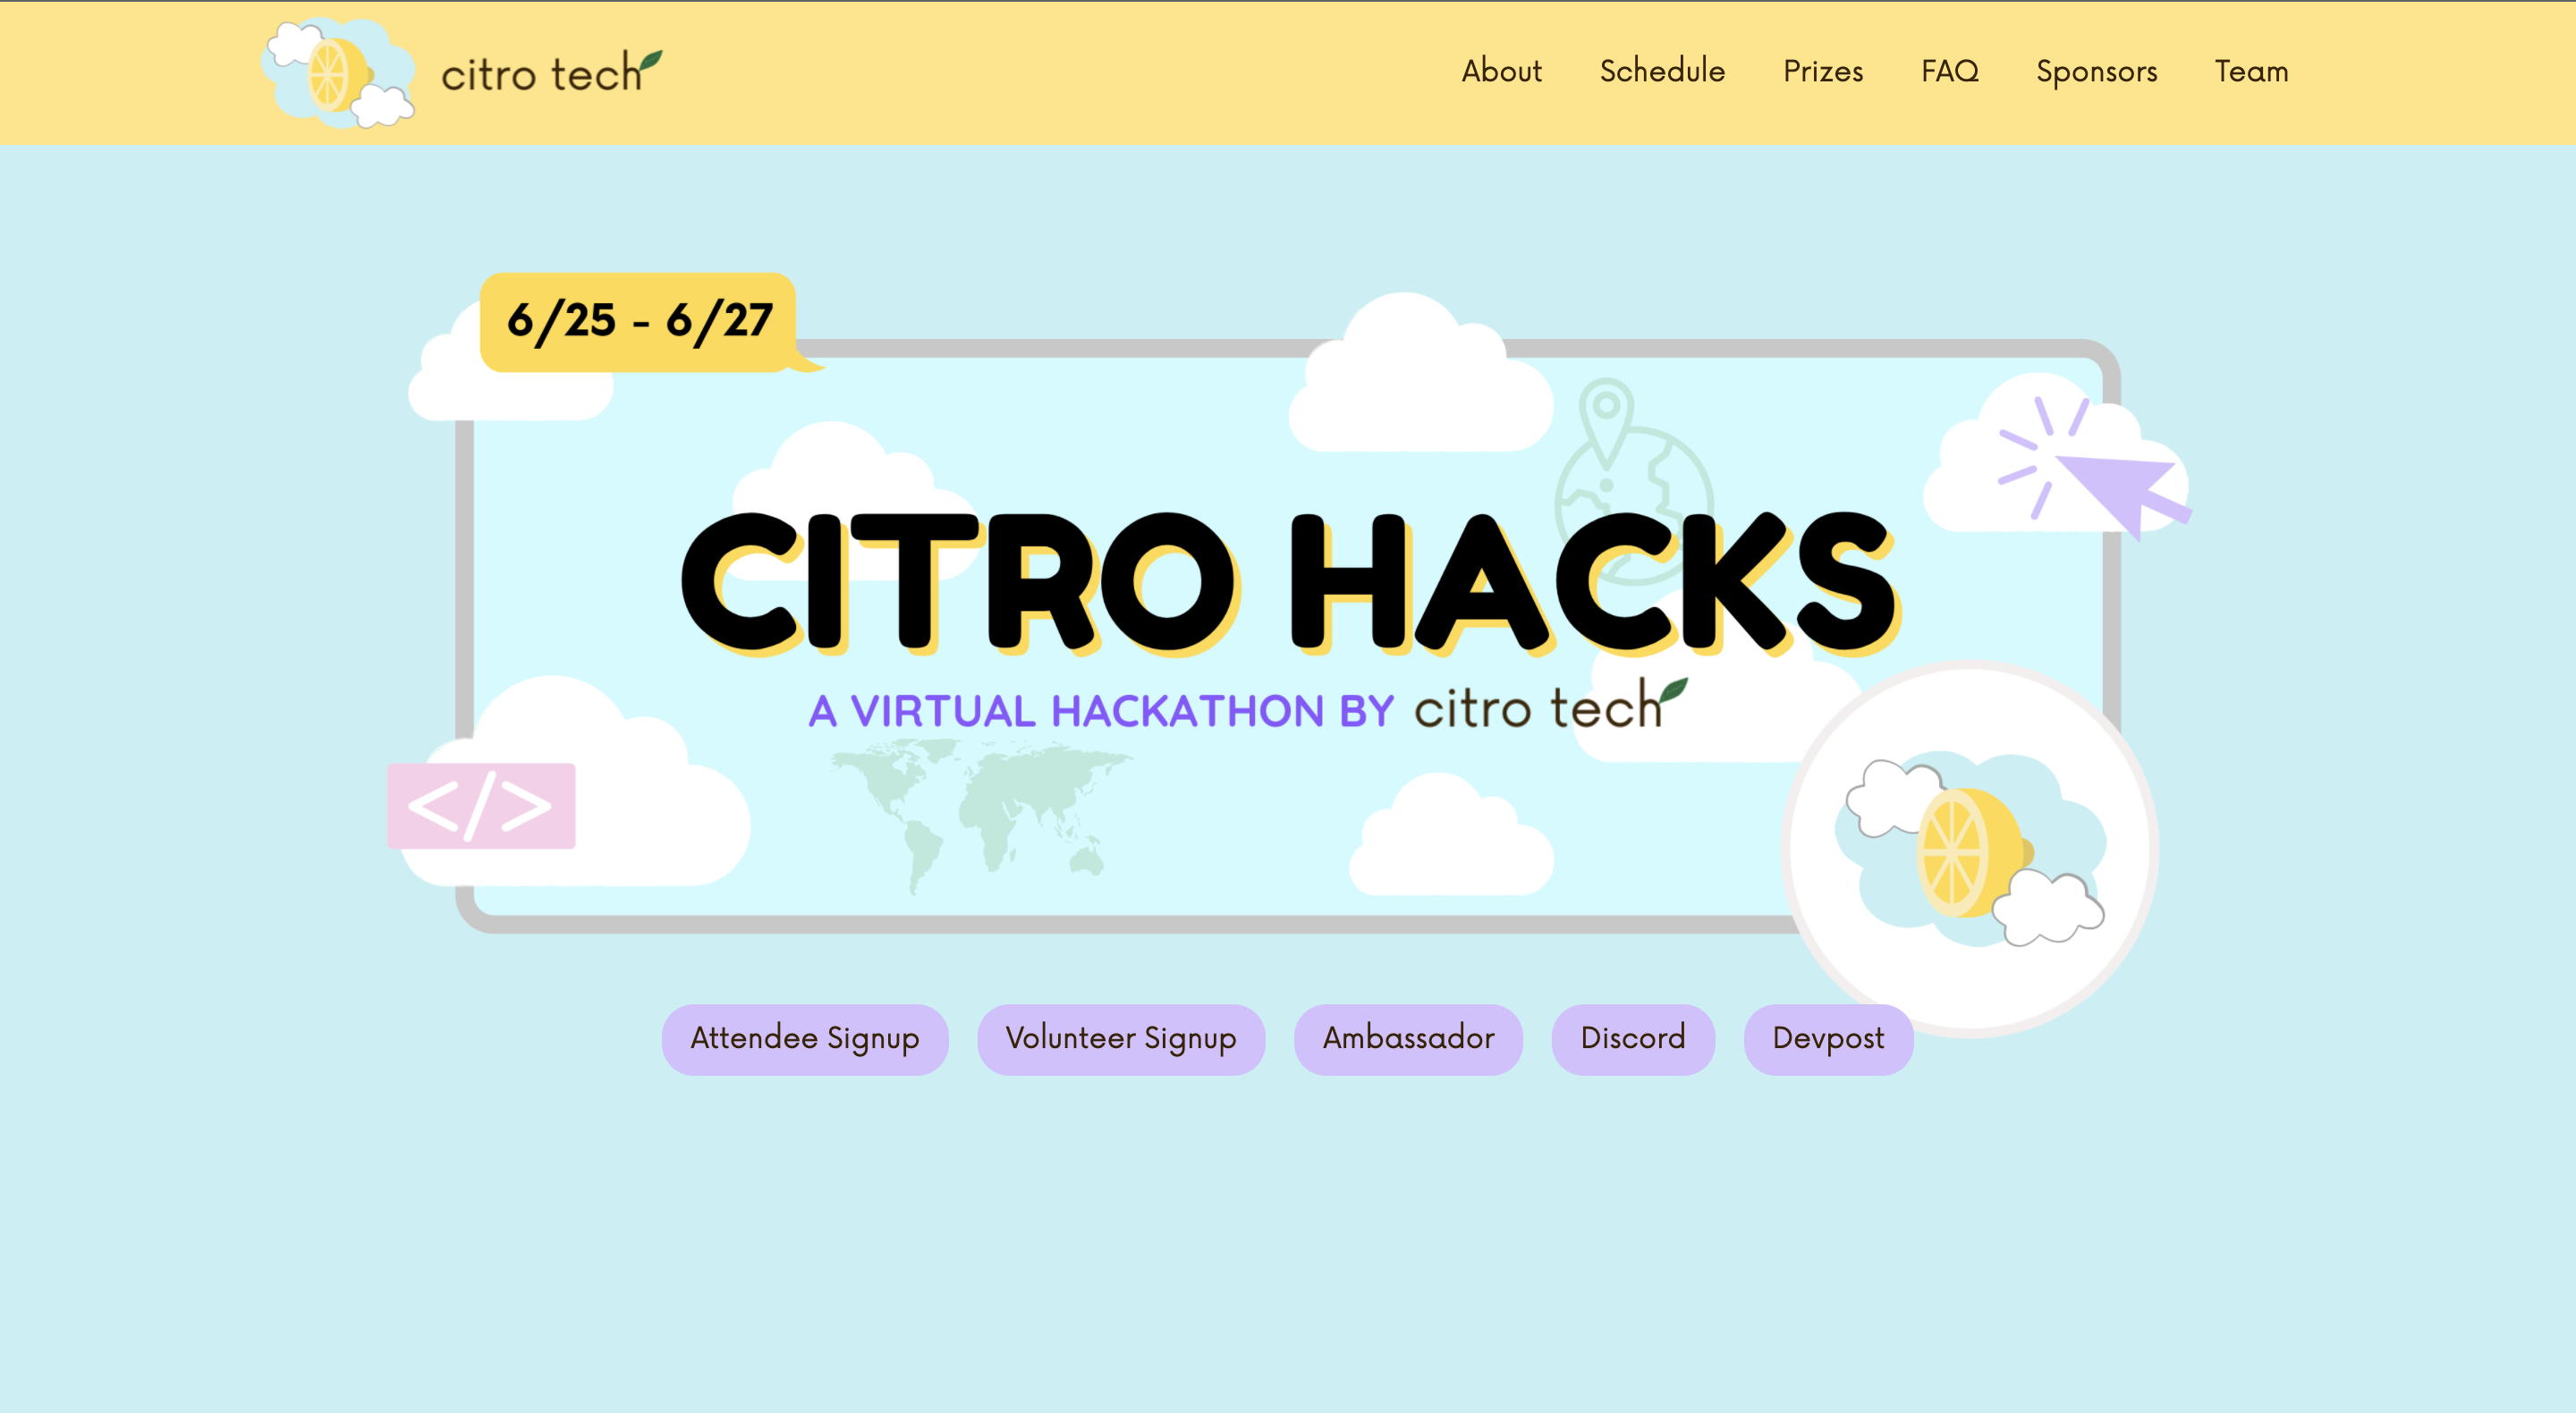 citro tech
About Schedule Prizes FAQ Sponsors Team
6/25 - 6/27
CITRO HACKS
A VIRTUAL HACKATHON BY citro tech
</>
Attendee Signup Volunteer Signup Ambassador Discord Devpost